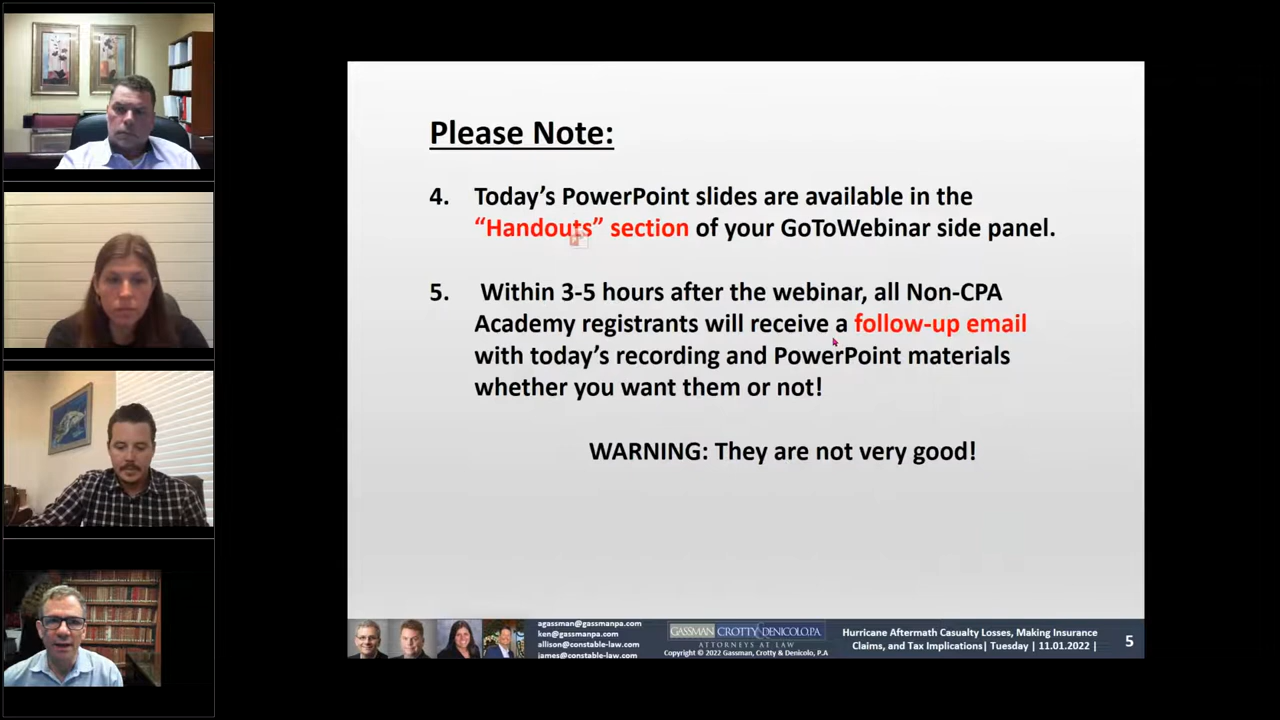 Please Note:
4. Today’s PowerPoint slides are available in the
“Handouts” section of your GoToWebinar side panel.
5. Within 3-5 hours after the webinar, all Non-CPA
Academy registrants will receive a follow-up email
with today’s recording and PowerPoint materials
whether you want them or not!
WARNING: They are not very good!
agassman@gassmanpa.com
ken@gassmanpa.com
allison@constable-law.com
james@constable-law.com
GASSMAN CROTTY & DENICOLO, P.A.
ATTORNEYS AT LAW
Copyright © 2022 Gassman, Crotty & Denicolo, P.A
Hurricane Aftermath Casualty Losses, Making Insurance
Claims, and Tax Implications| Tuesday | 11.01.2022 |
5